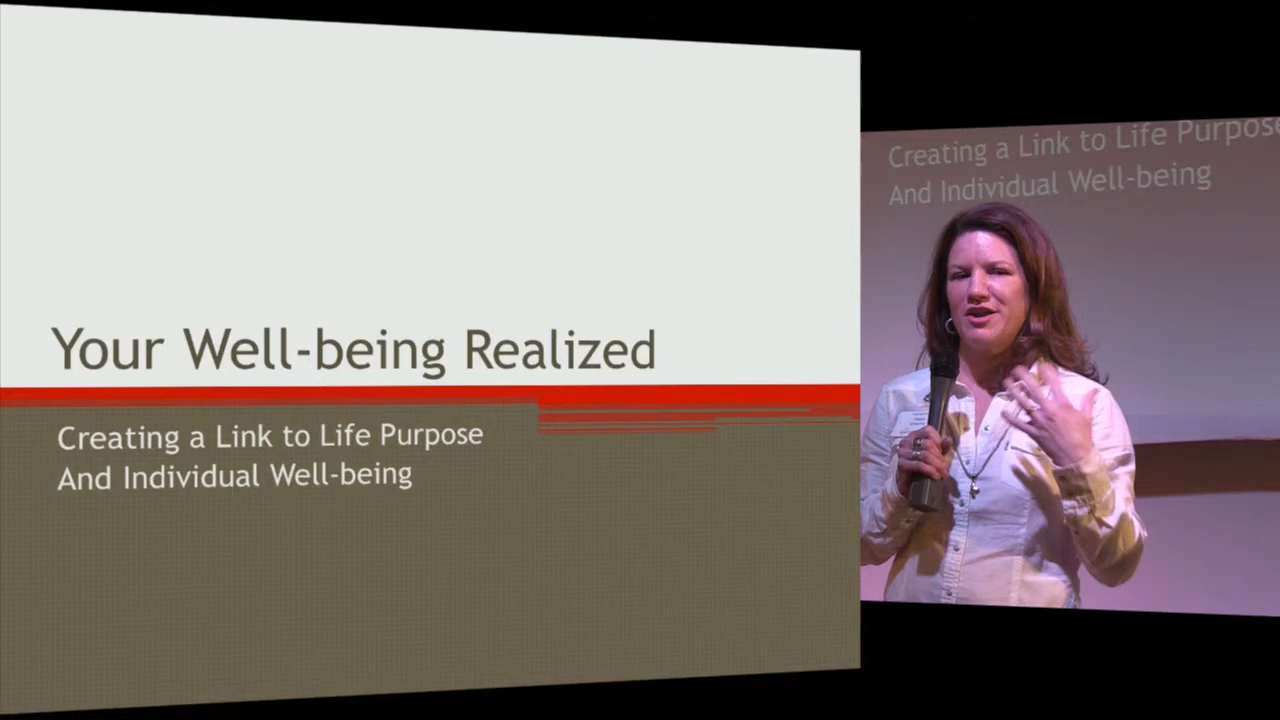 Your Well-being Realized
Creating a Link to Life Purpose
And Individual Well-being
Creating a Link to Life Purpose
And Individual Well-being